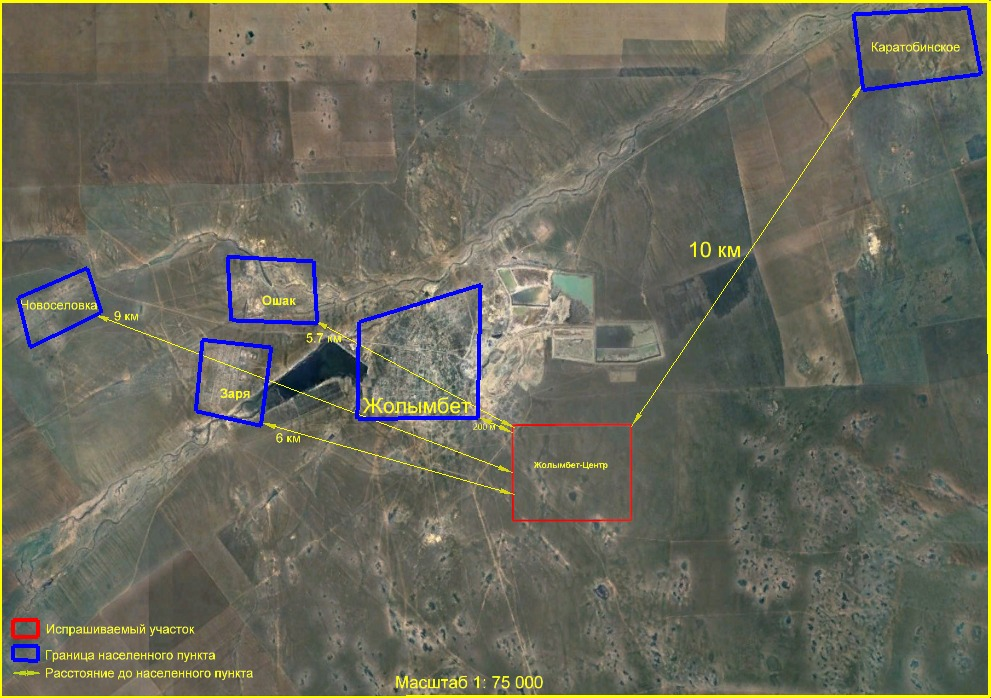 Каратобинское
10 км
Ошак
Новоселовка
9 км
5.7 км
Заря
Жолымбет
200 м
6 км
Жолымбет-Центр
Испрашиваемый участок
Граница населенного пункта
Расстояние до населенного пункта
Масштаб 1: 75 000